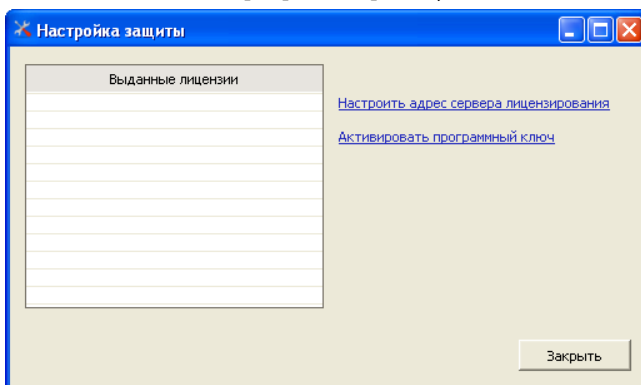 Настройка защиты
Выданные лицензии
Настроить адрес сервера лицензирования
Активировать программный ключ
Закрыть